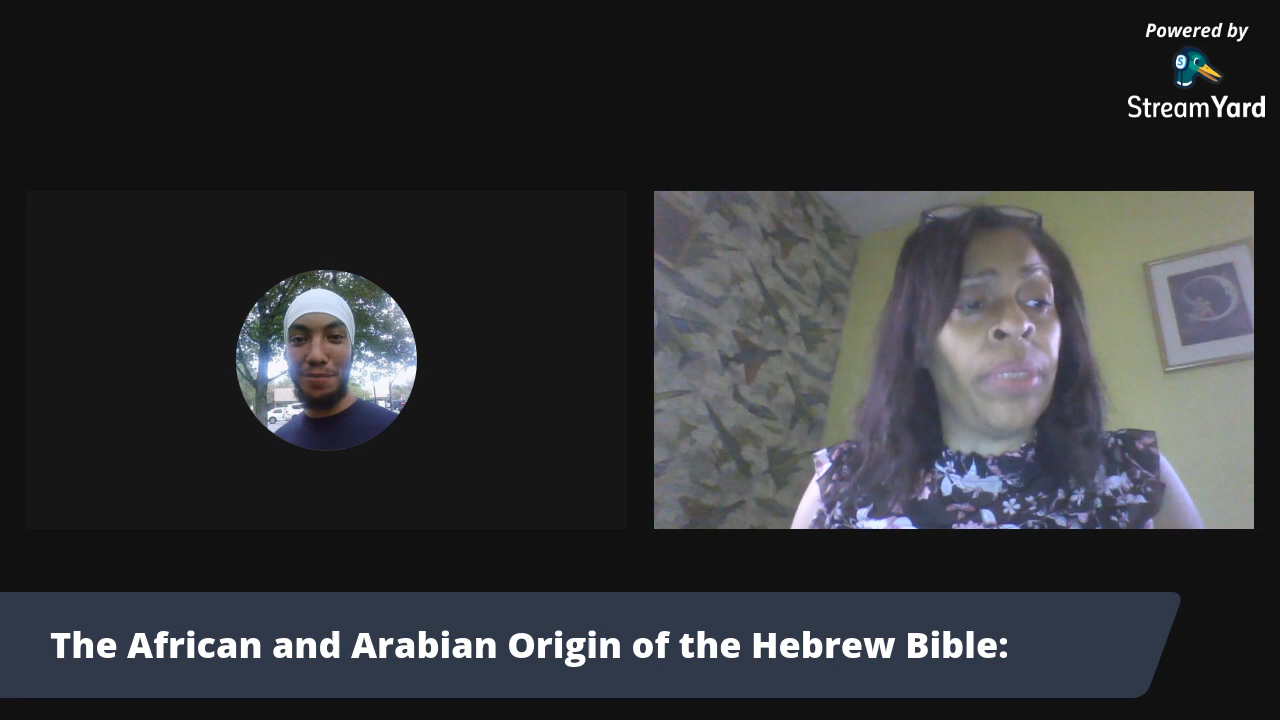 Powered by
S
StreamYard
The African and Arabian Origin of the Hebrew Bible: